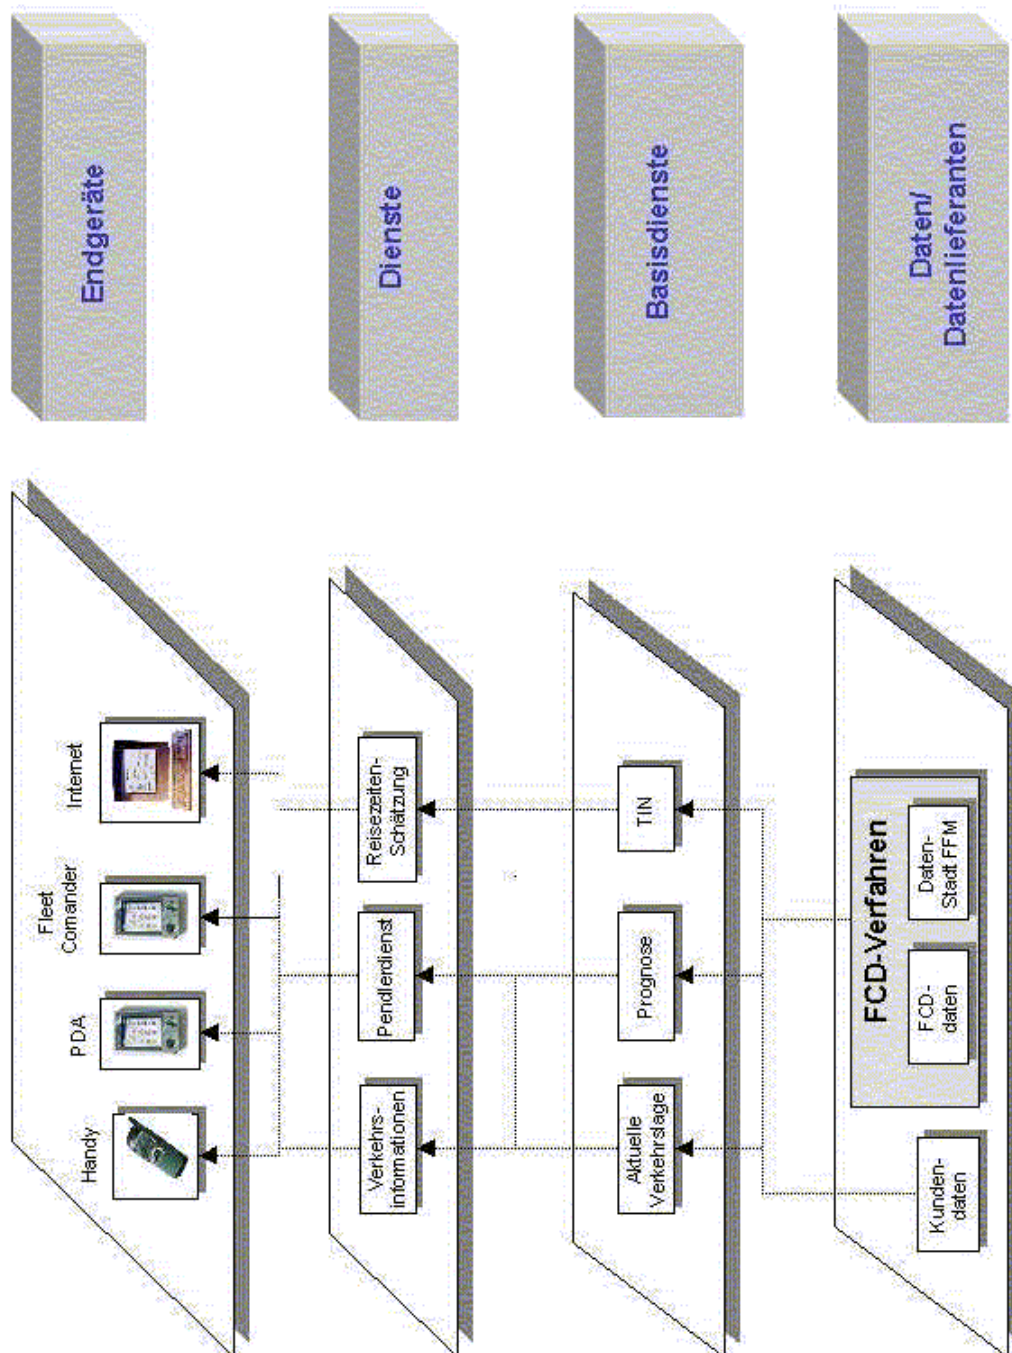 Handy
PDA
Fleet
Comander
Internet
Endgeräte
Verkehrs-
informationen
Pendlerdienst
Reisezeiten-
Schätzung
Dienste
Aktuelle
Verkehrslage
Prognose
TIN
Basisdienste
Kunden-
daten
FCD-Verfahren
FCD-
daten
Daten-
Stadt FFM
Daten/
Datenlieferanten